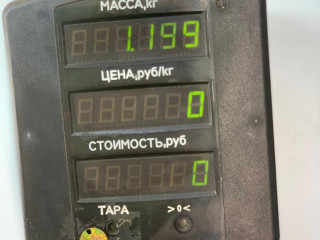 МАССА,кг
1.199
ЦЕНА,руб/кг
0
СТОИМОСТЬ,руб
0
ТАРА >0<